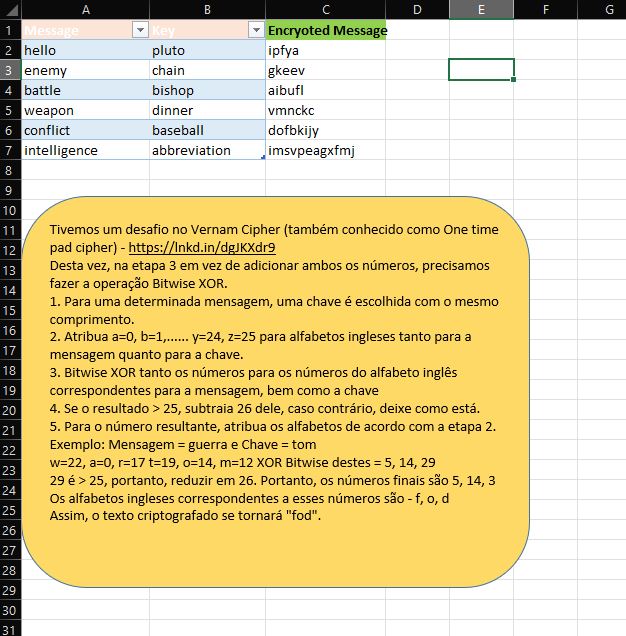 A B C D E F G
1 Message Key Encryoted Message
2 hello pluto ipfya
3 enemy chain gkeev
4 battle bishop aibufl
5 weapon dinner vmnckc
6 conflict baseball dofbkijy
7 intelligence abbreviation imsvpeagxfmj
8
9
10
11
12
13
14
15
16
17
18
19
20
21
22
23
24
25
26
27
28
29
30
31
Tivemos um desafio no Vernam Cipher (também conhecido como One time
pad cipher) - https://lnkd.in/dgJKXdr9
Desta vez, na etapa 3 em vez de adicionar ambos os números, precisamos
fazer a operação Bitwise XOR.
1. Para uma determinada mensagem, uma chave é escolhida com o mesmo
comprimento.
2. Atribua a=0, b=1,...... y=24, z=25 para alfabetos ingleses tanto para a
mensagem quanto para a chave.
3. Bitwise XOR tanto os números para os números do alfabeto inglês
correspondentes para a mensagem, bem como a chave
4. Se o resultado > 25, subtraia 26 dele, caso contrário, deixe como está.
5. Para o número resultante, atribua os alfabetos de acordo com a etapa 2.
Exemplo: Mensagem = guerra e Chave = tom
w=22, a=0, r=17 t=19, o=14, m=12 XOR Bitwise destes = 5, 14, 29
29 é > 25, portanto, reduzir em 26. Portanto, os números finais são 5, 14, 3
Os alfabetos ingleses correspondentes a esses números são - f, o, d
Assim, o texto criptografado se tornará "fod".